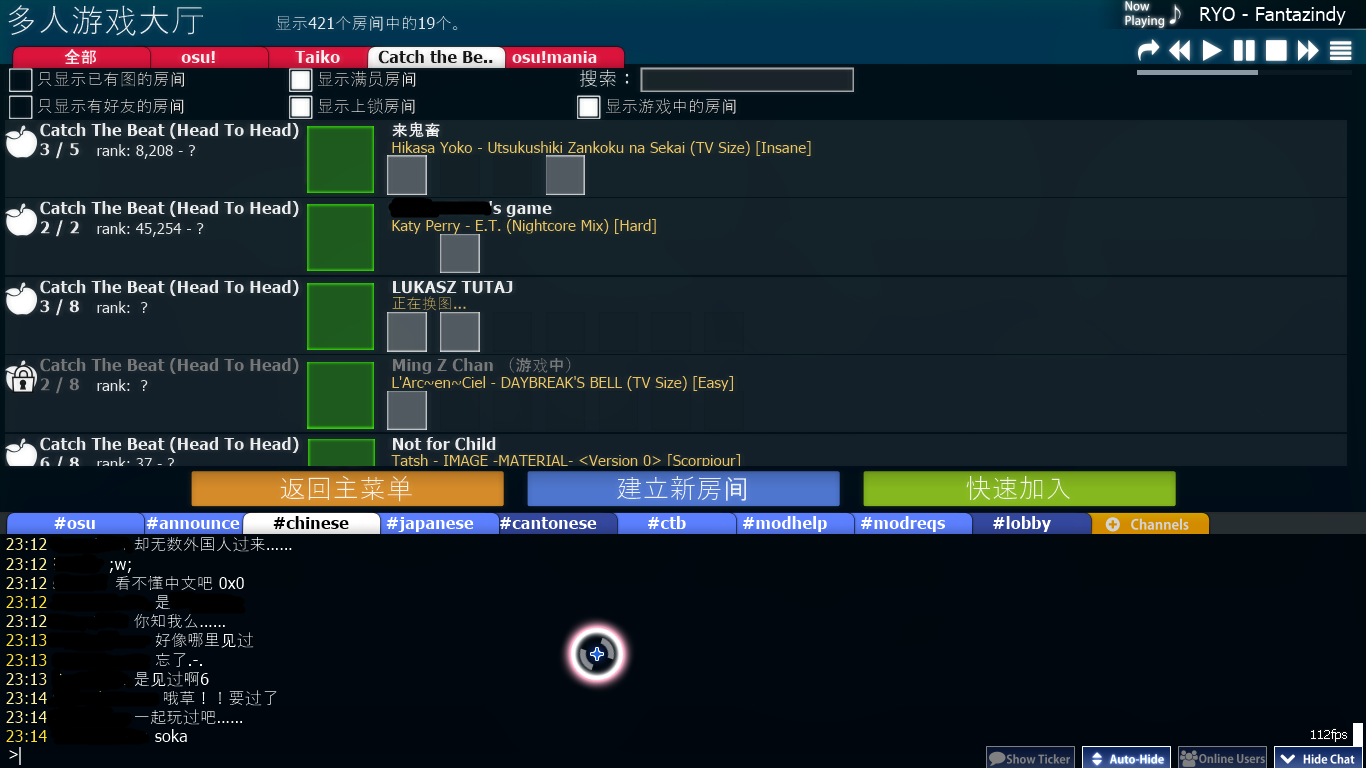 多人游戏大厅
显示421个房间中的19个。
Now Playing
RYO - Fantazindy
全部 osu! Taiko Catch the Be.. osu!mania
只显示已有图的房间 显示满员房间 搜索：
只显示有好友的房间 显示上锁房间 显示游戏中的房间
Catch The Beat (Head To Head) 来鬼畜
3 / 5 rank: 8,208 - ? Hikasa Yoko - Utsukushiki Zankoku na Sekai (TV Size) [Insane]
Catch The Beat (Head To Head) 's game
2 / 2 rank: 45,254 - ? Katy Perry - E.T. (Nightcore Mix) [Hard]
Catch The Beat (Head To Head) LUKASZ TUTAJ
3 / 8 rank: ? 正在换图...
Catch The Beat (Head To Head) Ming Z Chan （游戏中）
2 / 8 rank: ? L'Arc~en~Ciel - DAYBREAK'S BELL (TV Size) [Easy]
Catch The Beat (Head To Head) Not for Child
6 / 8 rank: 37 - ? Tatsh - IMAGE -MATERIAL- <Version 0> [Scorpiour]
返回主菜单 建立新房间 快速加入
#osu #announce #chinese #japanese #cantonese #ctb #modhelp #modreqs #lobby Channels
23:12 却无数外国人过来......
23:12 ;w;
23:12 看不懂中文吧 0x0
23:12 是
23:12 你知我么......
23:13 好像哪里见过
23:13 忘了.-.
23:13 是见过啊6
23:14 哦草！！要过了
23:14 一起玩过吧......
23:14 soka
112fps
>|
Show Ticker Auto-Hide Online Users Hide Chat